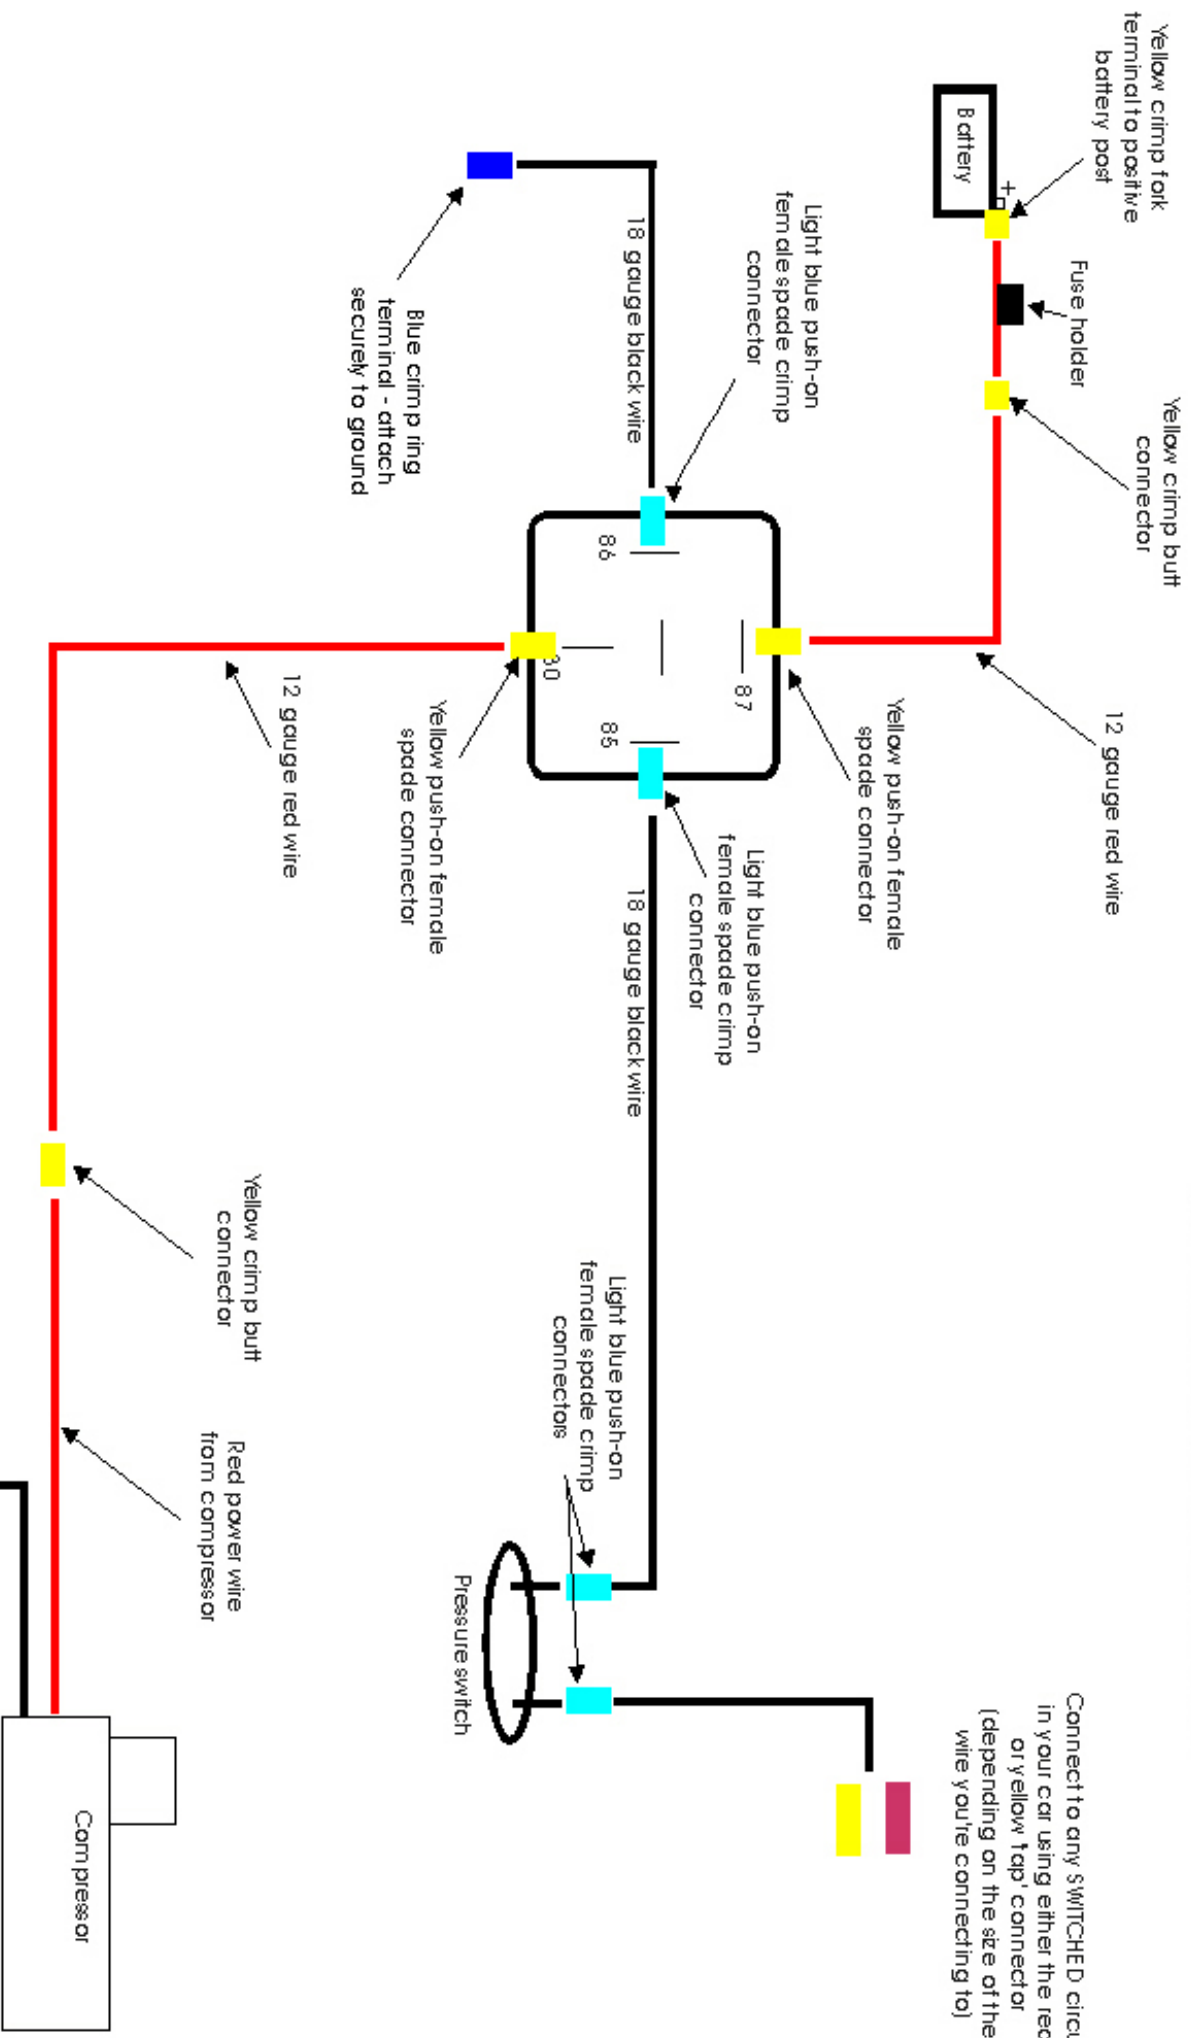 Yellow crimp fork
terminal to positive
battery post
Battery
+
Fuse holder
Yellow crimp butt
connector
12 gauge red wire
Connect to any SWITCHED circu
in your car using either the red
or yellow 'tap' connector
(depending on the size of the
wire you're connecting to)
Light blue push-on
female spade crimp
connector
18 gauge black wire
Yellow push-on female
spade connector
87
86
85
30
Light blue push-on
female spade crimp
connector
18 gauge black wire
Light blue push-on
female spade crimp
connectors
Pressure switch
Blue crimp ring
terminal - attach
securely to ground
Yellow push-on female
spade connector
12 gauge red wire
Yellow crimp butt
connector
Red power wire
from compressor
Compressor